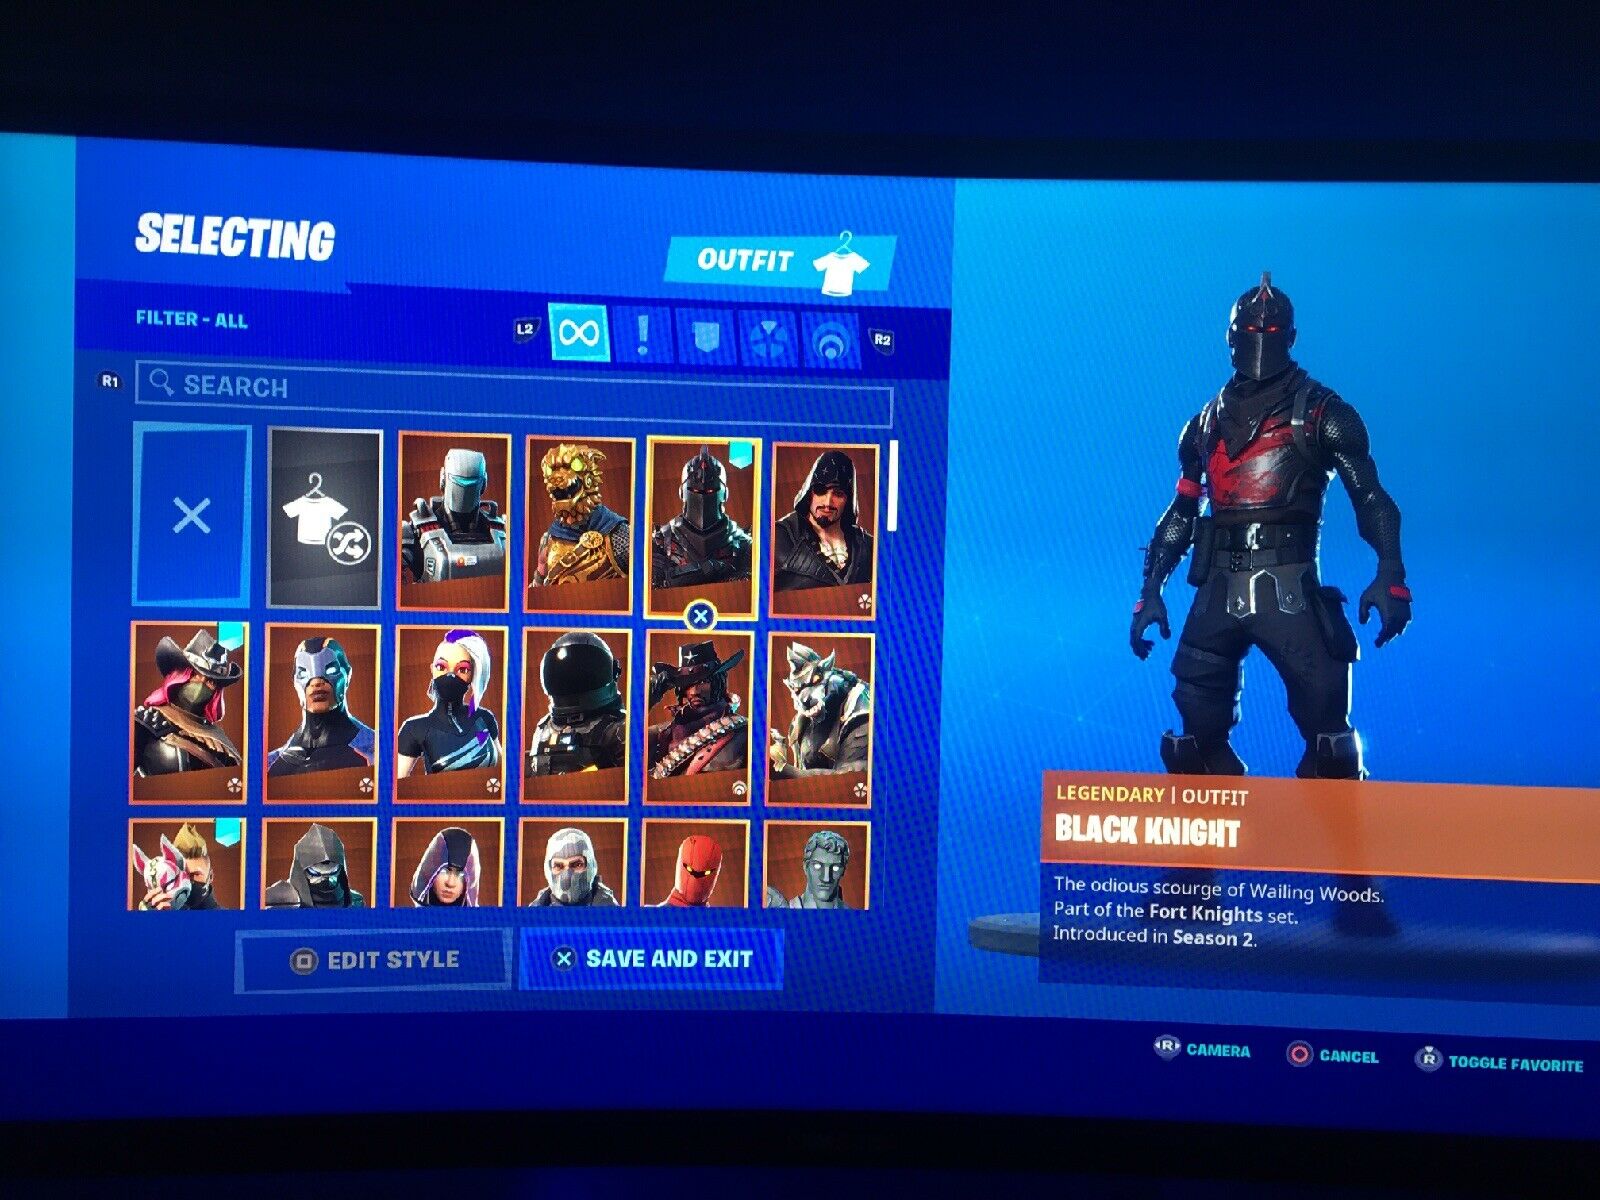 SELECTING
OUTFIT
FILTER - ALL
L2
R2
R1
SEARCH
EDIT STYLE
SAVE AND EXIT
LEGENDARY | OUTFIT
BLACK KNIGHT
The odious scourge of Wailing Woods.
Part of the Fort Knights set.
Introduced in Season 2.
R CAMERA
CANCEL
R TOGGLE FAVORITE